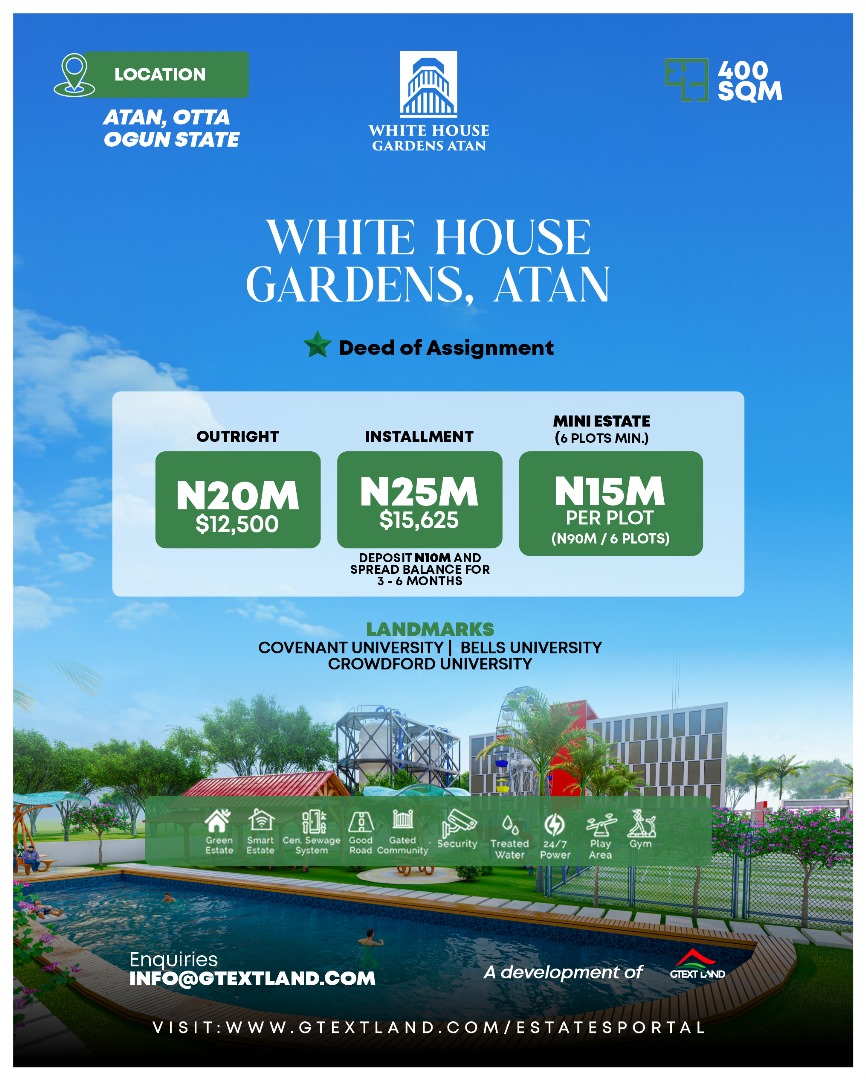 LOCATION
ATAN, OTTA
OGUN STATE
WHITE HOUSE
GARDENS ATAN
400
SQM
WHITE HOUSE
GARDENS, ATAN
Deed of Assignment
OUTRIGHT
N20M
$12,500
INSTALLMENT
N25M
$15,625
DEPOSIT N10M AND
SPREAD BALANCE FOR
3 - 6 MONTHS
MINI ESTATE
(6 PLOTS MIN.)
N15M
PER PLOT
(N90M / 6 PLOTS)
LANDMARKS
COVENANT UNIVERSITY | BELLS UNIVERSITY
CROWDFORD UNIVERSITY
Green
Estate
Smart
Estate
Cen. Sewage
System
Good
Road
Gated
Community
Security
Treated
Water
24/7
Power
Play
Area
Gym
Enquiries
INFO@GTEXTLAND.COM
A development of
GTEXT LAND
VISIT:WWW.GTEXTLAND.COM/ESTATESPORTAL